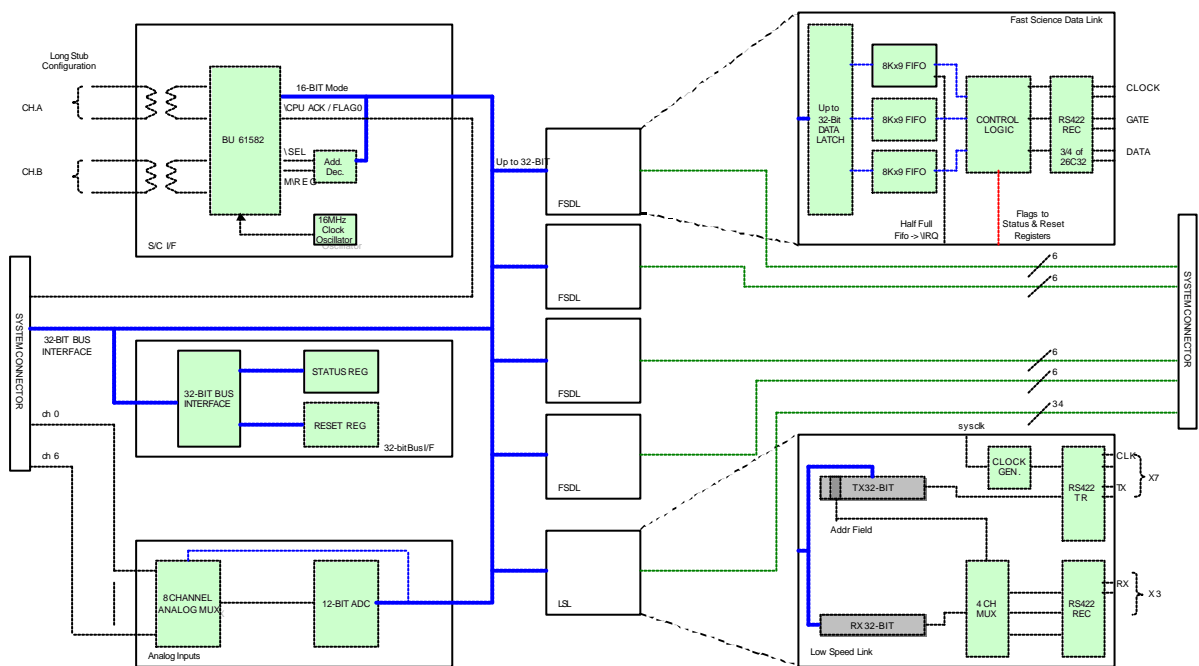 Long Stub
Configuration
CH.A
CH.B
BU 61582
16-BIT Mode
\CPU ACK / FLAG0
\SEL
M\REG
Add.
Dec.
16MHz
Clock
Oscillator
Oscillator
S/C I/F
SYSTEM CONNECTOR
32-BIT BUS
INTERFACE
ch 0
ch 6
32-BIT BUS
INTERFACE
STATUS REG
RESET REG
32-bit Bus I/F
8 CHANNEL
ANALOG MUX
12-BIT ADC
Analog Inputs
Up to 32-BIT
FSDL
FSDL
FSDL
FSDL
LSL
Fast Science Data Link
Up to
32-Bit
DATA
LATCH
8Kx9 FIFO
8Kx9 FIFO
8Kx9 FIFO
CONTROL
LOGIC
RS422
REC
3/4 of
26C32
CLOCK
GATE
DATA
Half Full
Fifo -> \IRQ
Flags to
Status & Reset
Registers
6
6
6
6
34
SYSTEM CONNECTOR
sysclk
CLOCK
GEN.
TX32-BIT
Addr Field
RS422
TR
CLK
TX
X7
RX 32-BIT
4 CH
MUX
RS422
REC
RX
X 3
Low Speed Link